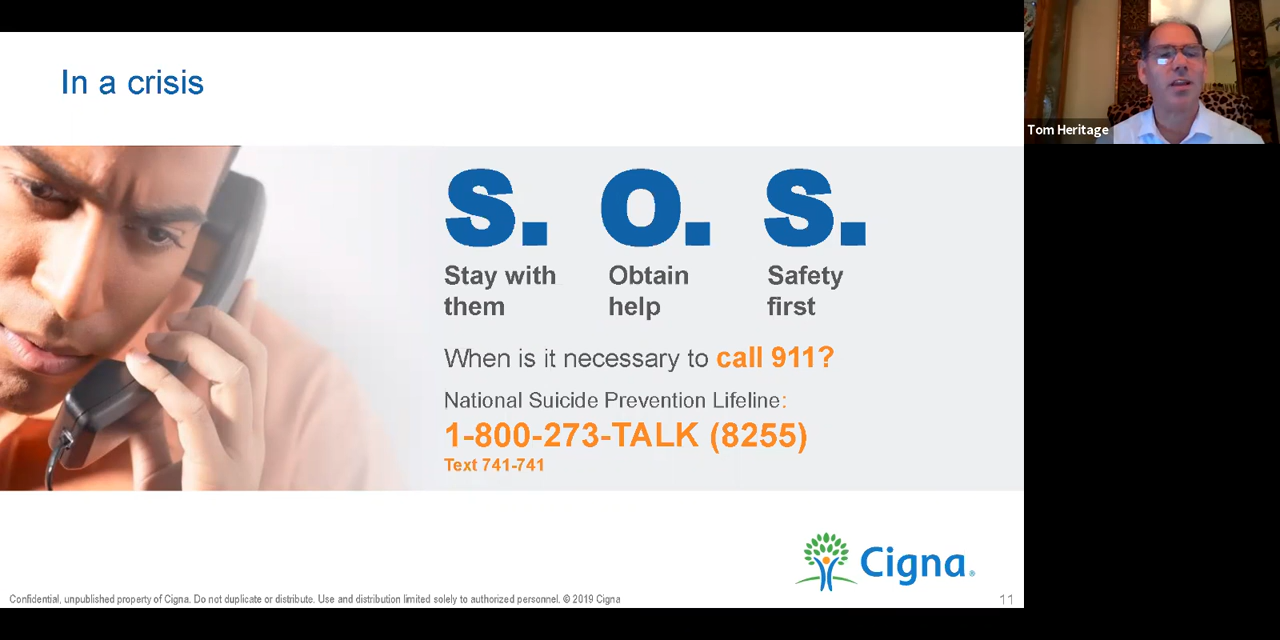 In a crisis
Tom Heritage
S. O. S.
Stay with them
Obtain help
Safety first
When is it necessary to call 911?
National Suicide Prevention Lifeline:
1-800-273-TALK (8255)
Text 741-741
Cigna®
Confidential, unpublished property of Cigna. Do not duplicate or distribute. Use and distribution limited solely to authorized personnel. © 2019 Cigna
11